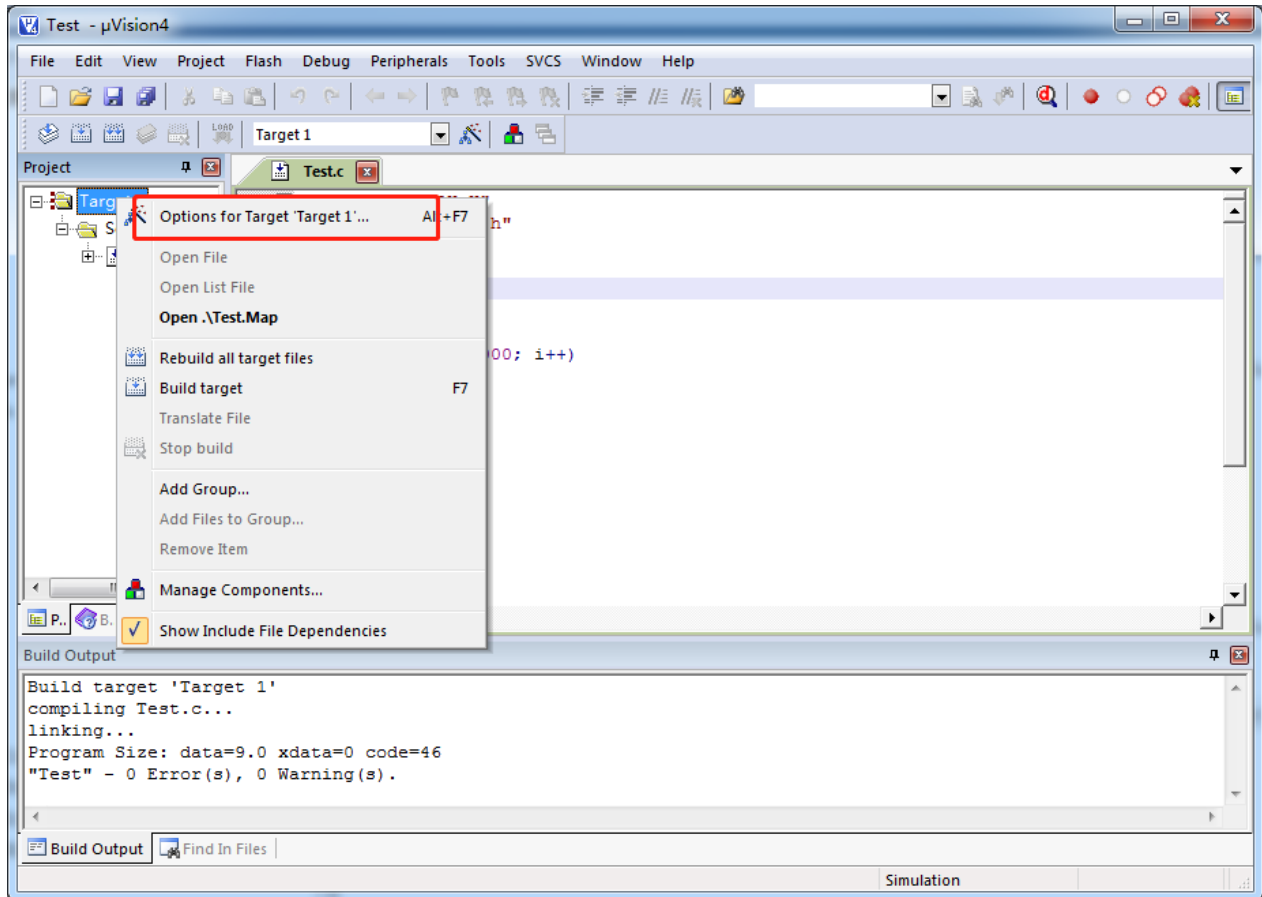 Test - µVision4
File Edit View Project Flash Debug Peripherals Tools SVCS Window Help
LOAD Target 1
Project
Test.c
Targ
Options for Target 'Target 1'... Alt+F7
h"
S
Open File
Open List File
Open .\Test.Map
Rebuild all target files
00; i++)
Build target F7
Translate File
Stop build
Add Group...
Add Files to Group...
Remove Item
Manage Components...
P.. B.
Show Include File Dependencies
Build Output
Build target 'Target 1'
compiling Test.c...
linking...
Program Size: data=9.0 xdata=0 code=46
"Test" - 0 Error(s), 0 Warning(s).
Build Output Find In Files
Simulation